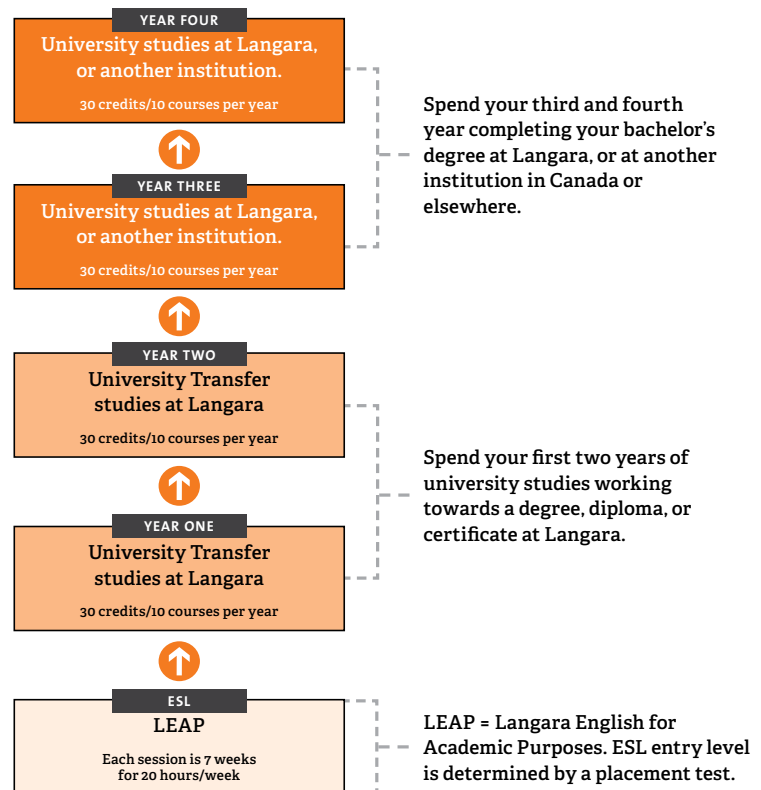 YEAR FOUR
University studies at Langara,
or another institution.
30 credits/10 courses per year
Spend your third and fourth
year completing your bachelor's
degree at Langara, or at another
institution in Canada or
elsewhere.
YEAR THREE
University studies at Langara,
or another institution.
30 credits/10 courses per year
YEAR TWO
University Transfer
studies at Langara
30 credits/10 courses per year
Spend your first two years of
university studies working
towards a degree, diploma, or
certificate at Langara.
YEAR ONE
University Transfer
studies at Langara
30 credits/10 courses per year
ESL
LEAP
Each session is 7 weeks
for 20 hours/week
LEAP = Langara English for
Academic Purposes. ESL entry level
is determined by a placement test.